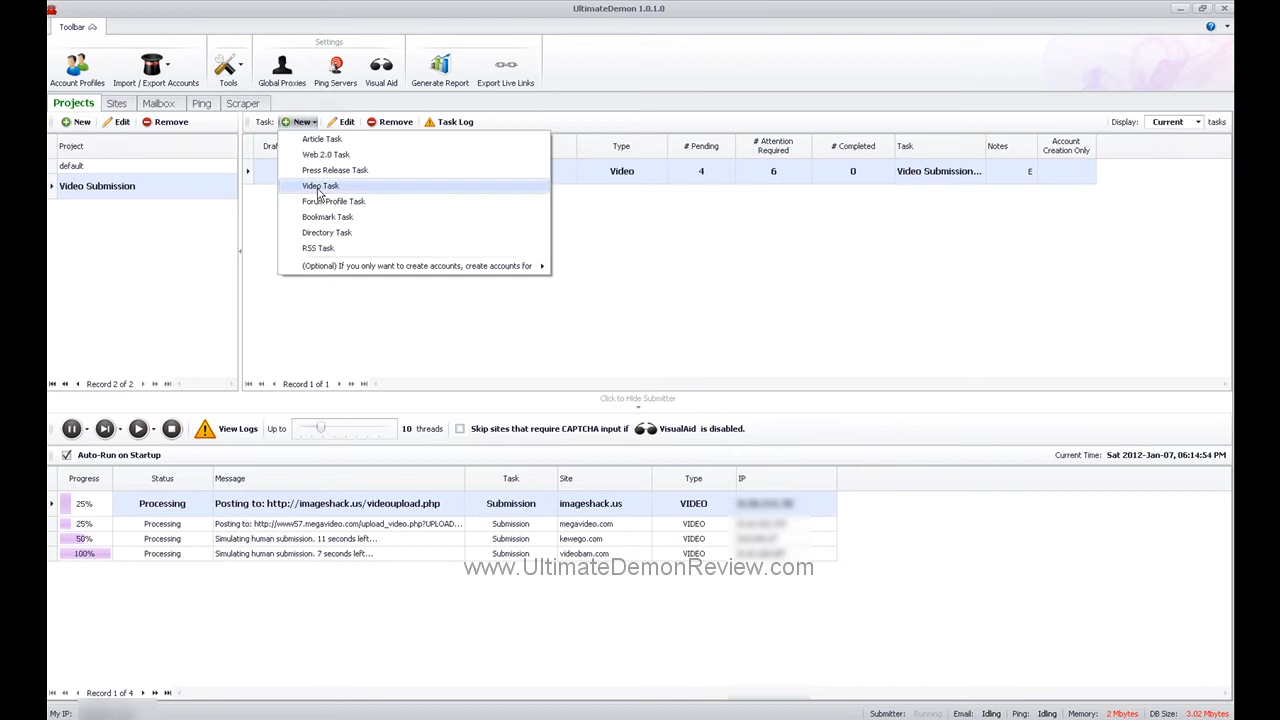 UltimateDemon 1.0.1.0
Toolbar
Settings
Account Profiles Import / Export Accounts Tools Global Proxies Ping Servers Visual Aid Generate Report Export Live Links
Projects Sites Mailbox Ping Scraper
New Edit Remove Task: New Edit Remove Task Log Display: Current tasks
Project Type # Pending # Attention Required # Completed Task Notes Account Creation Only
default
Video Submission
Video 4 6 0 Video Submission... E
Article Task
Web 2.0 Task
Press Release Task
Video Task
Forum Profile Task
Bookmark Task
Directory Task
RSS Task
(Optional) If you only want to create accounts, create accounts for
Record 2 of 2 Record 1 of 1
Click to Hide Submitter
View Logs Up to 10 threads Skip sites that require CAPTCHA input if VisualAid is disabled.
Auto-Run on Startup Current Time: Sat 2012-Jan-07, 06:14:54 PM
Progress Status Message Task Site Type IP
25% Processing Posting to: http://imageshack.us/videoupload.php Submission imageshack.us VIDEO
25% Processing Posting to: http://www57.megavideo.com/upload_video.php?UPLOAD... Submission megavideo.com VIDEO
50% Processing Simulating human submission. 11 seconds left... Submission kewego.com VIDEO
100% Processing Simulating human submission. 7 seconds left... Submission videobam.com VIDEO
www.UltimateDemonReview.com
Record 1 of 4
My IP: Submitter: Running Email: Idling Ping: Idling Memory: 2 Mbytes DB Size: 3.02 Mbytes